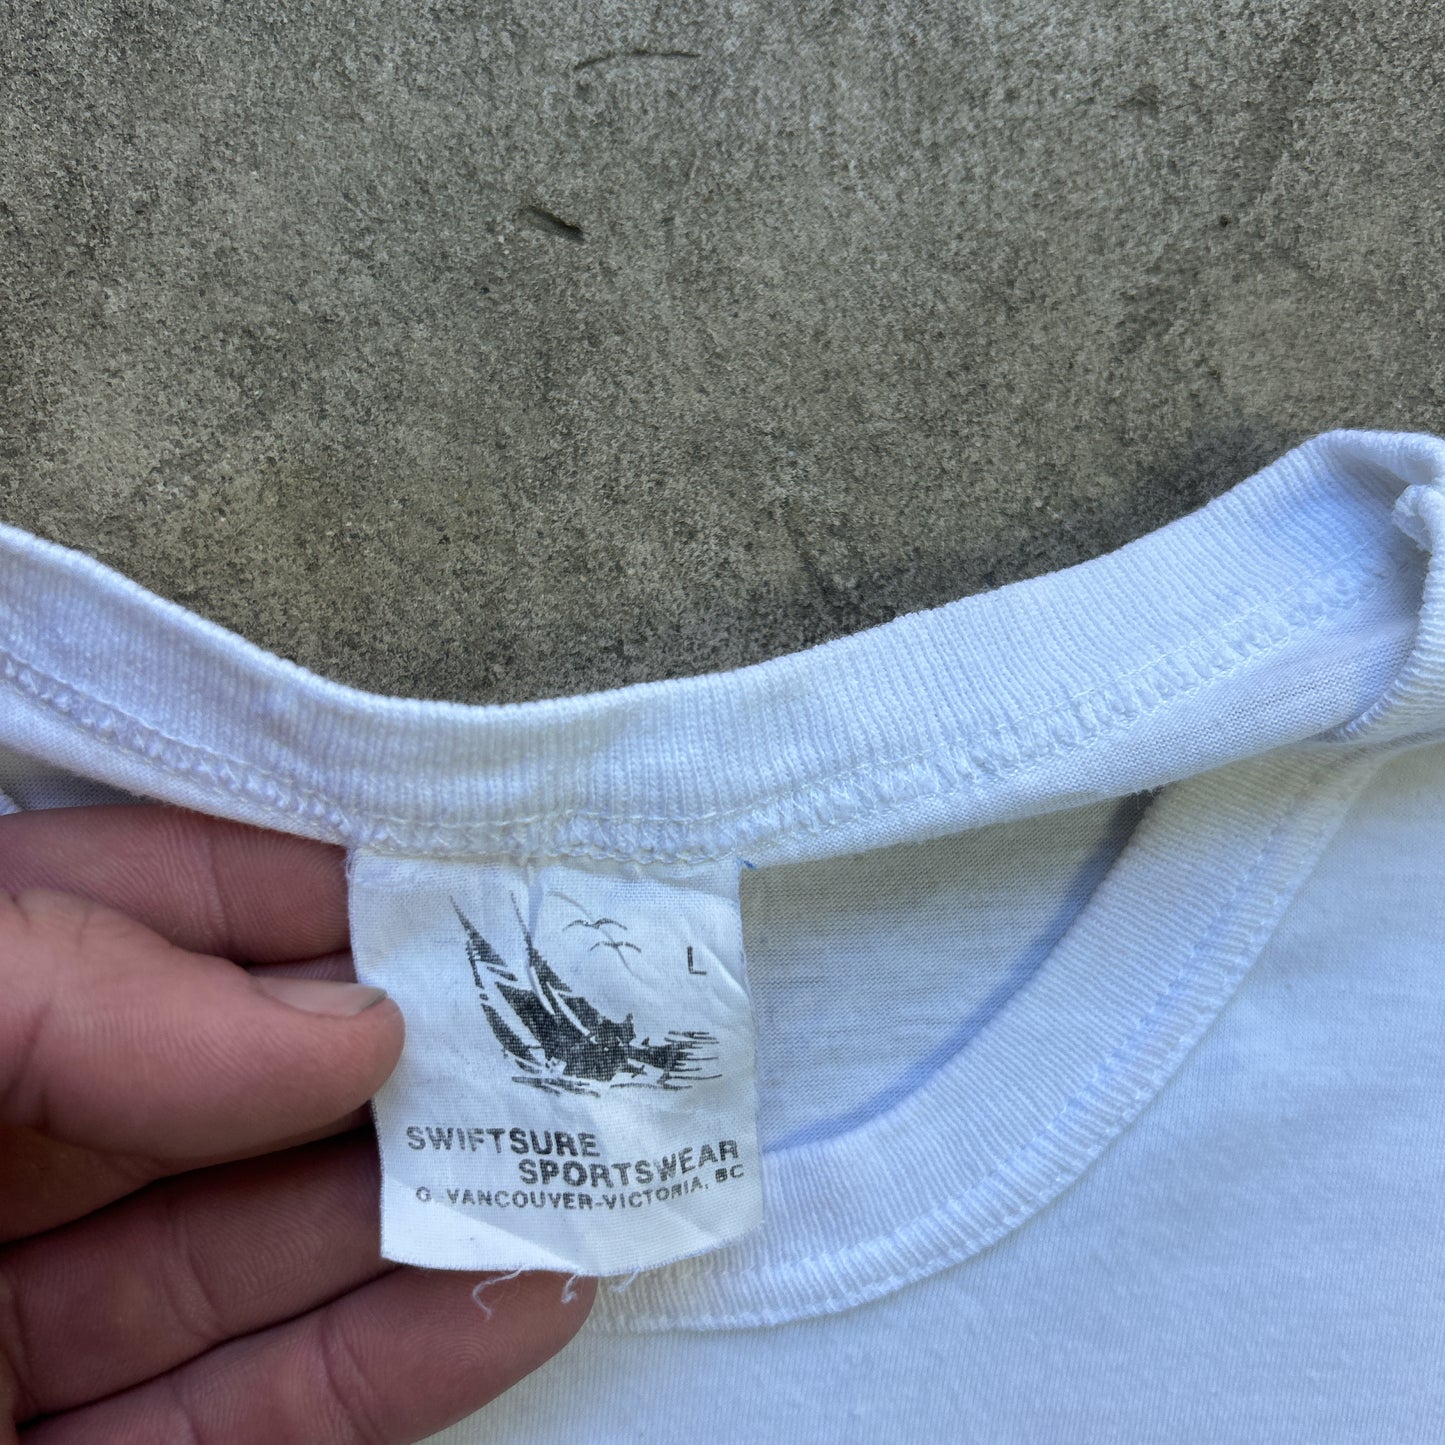 L
SWIFTSURE
SPORTSWEAR
G. VANCOUVER-VICTORIA, BC